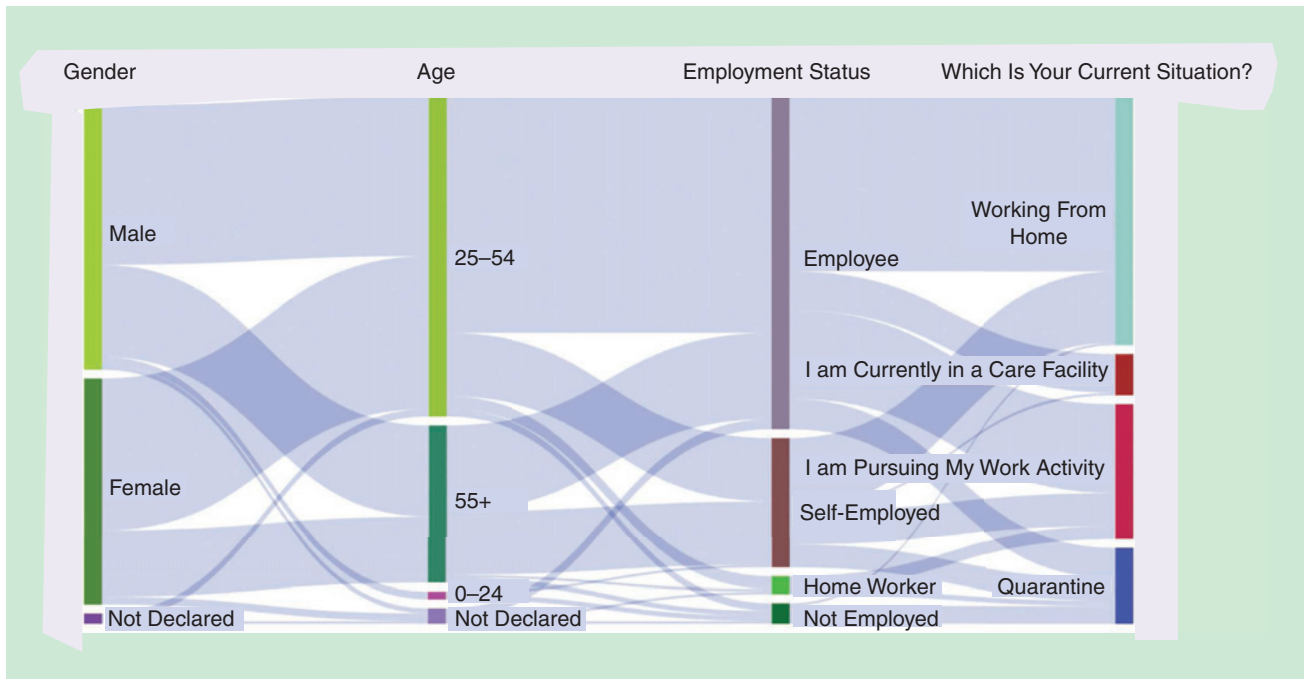 Gender
Age
Employment Status
Which Is Your Current Situation?
Male
Female
Not Declared
25–54
55+
0–24
Not Declared
Employee
Self-Employed
Home Worker
Not Employed
Working From
Home
I am Currently in a Care Facility
I am Pursuing My Work Activity
Quarantine